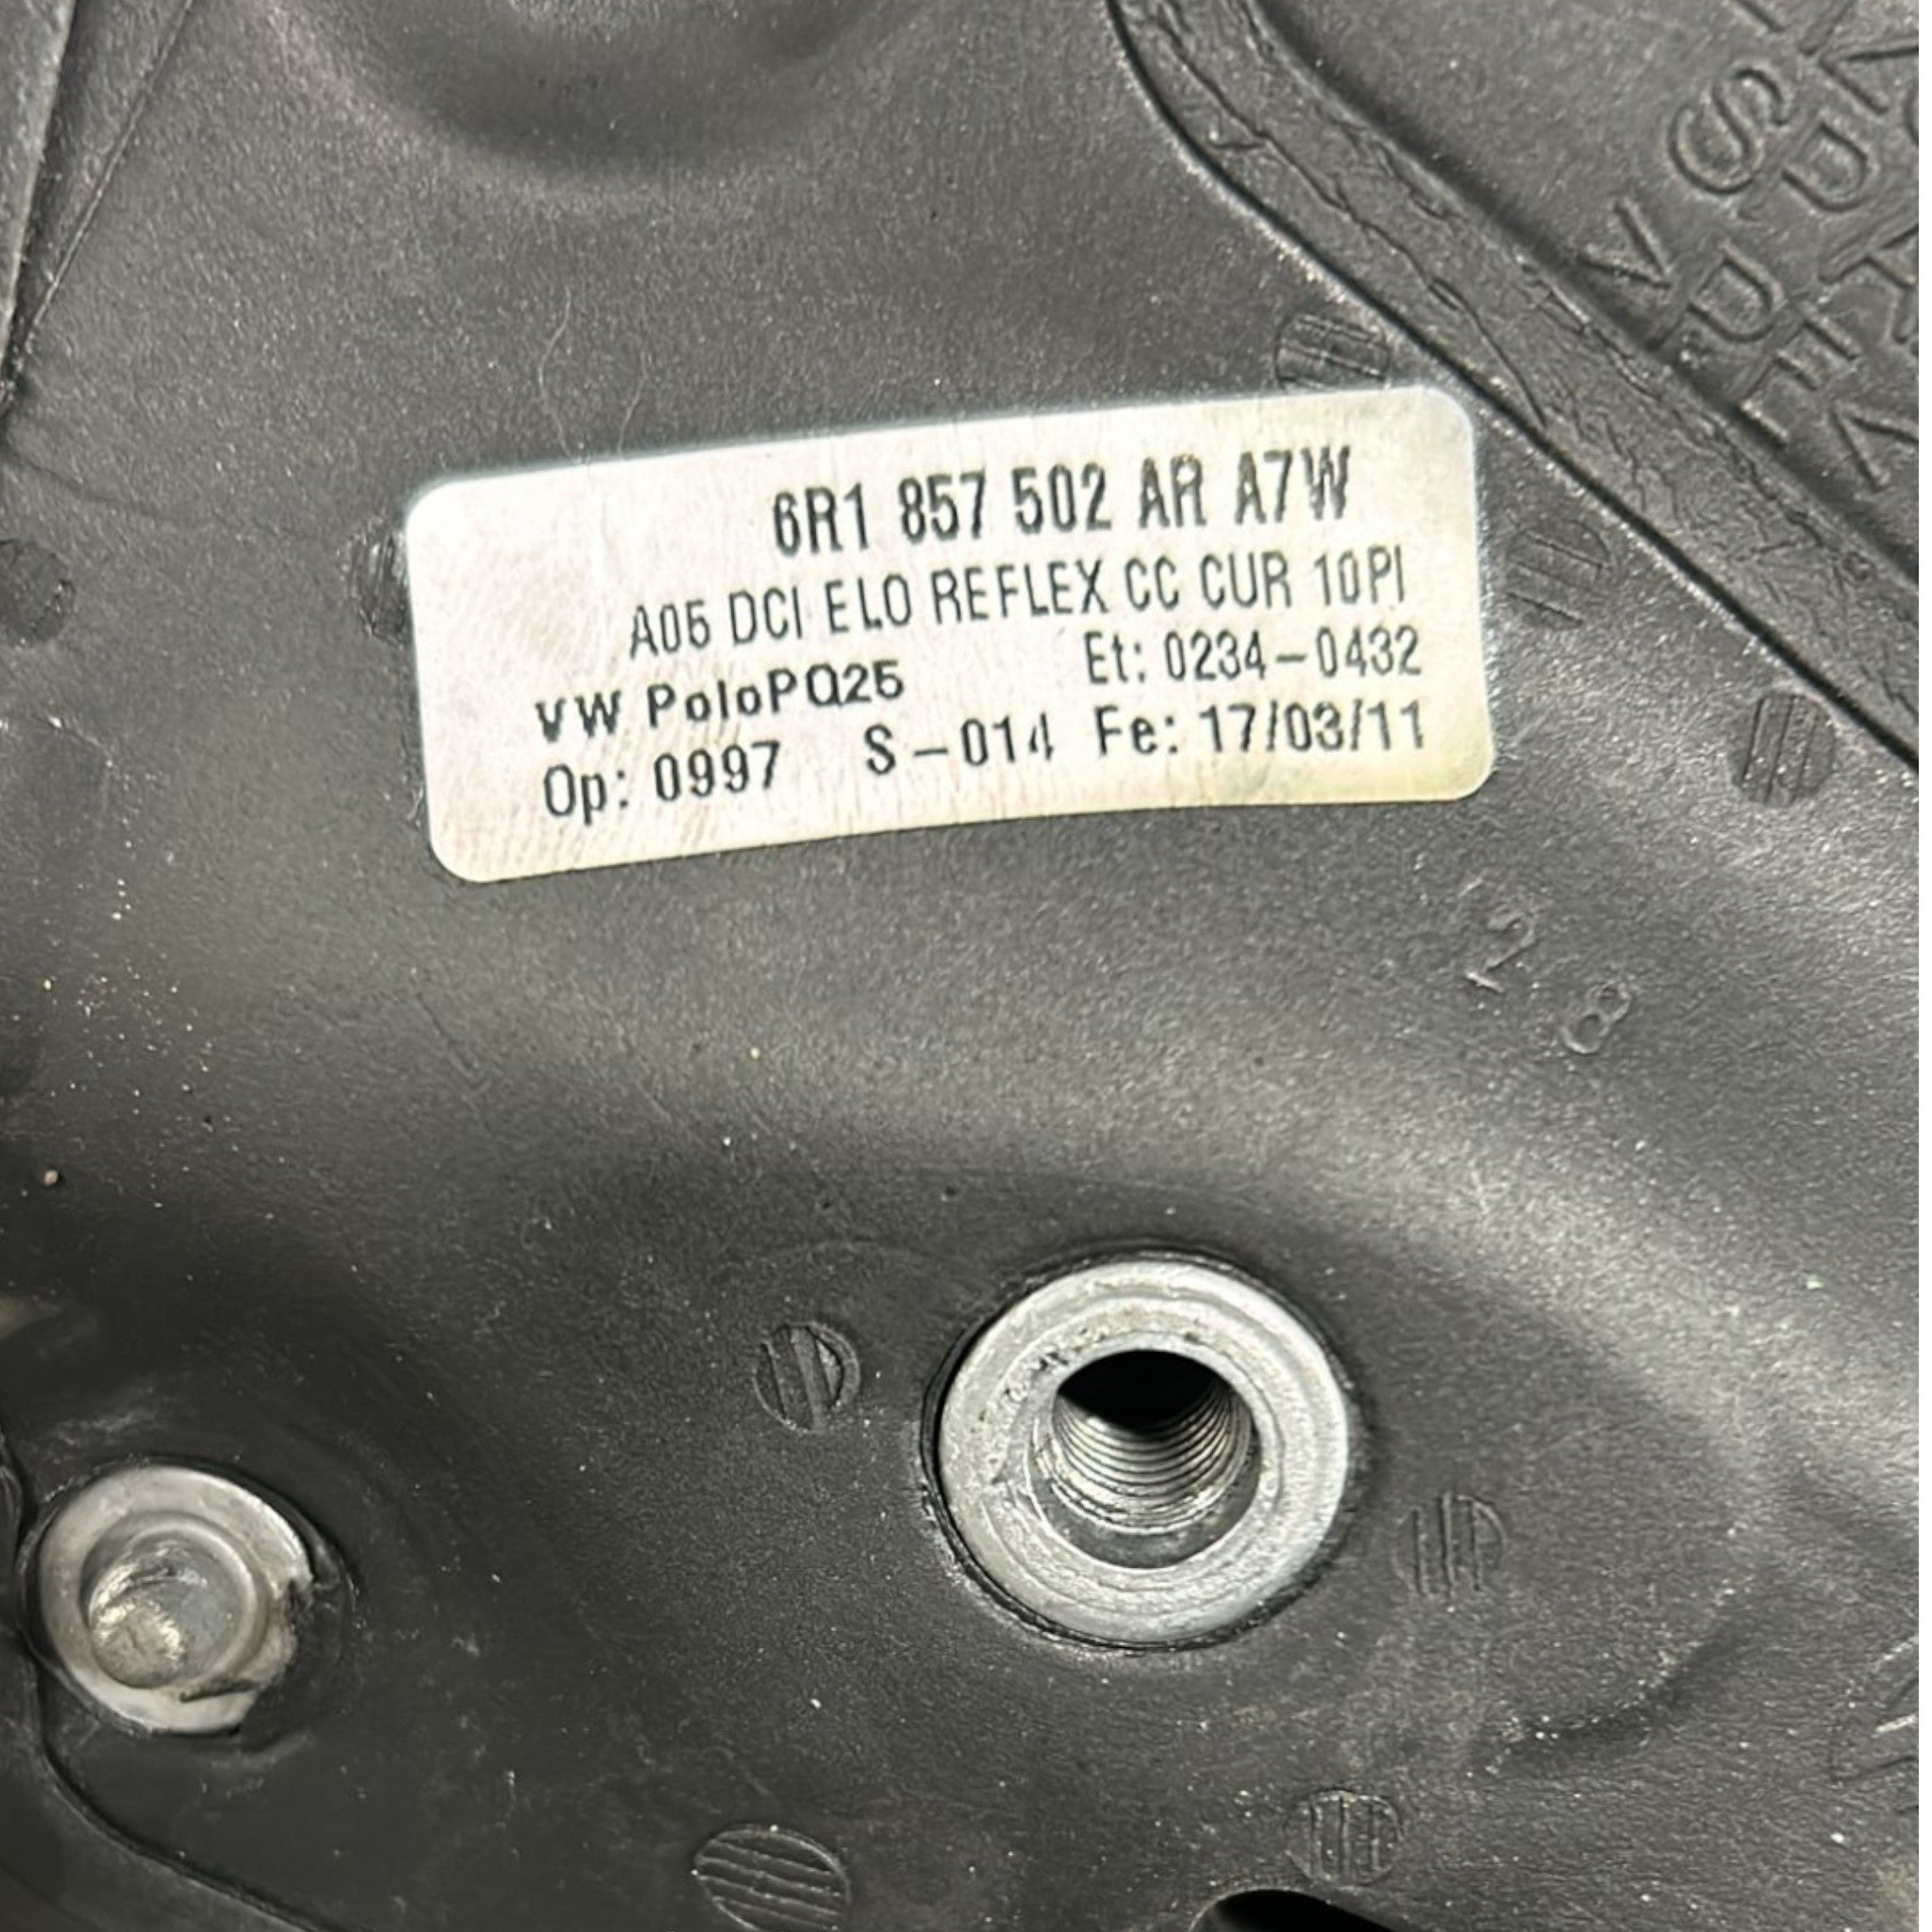 6R1 857 502 AR A7W
A05 DCI ELO REFLEX CC CUR 10PI
VW PoloPQ25 Et: 0234-0432
Op: 0997 S-014 Fe: 17/03/11
28